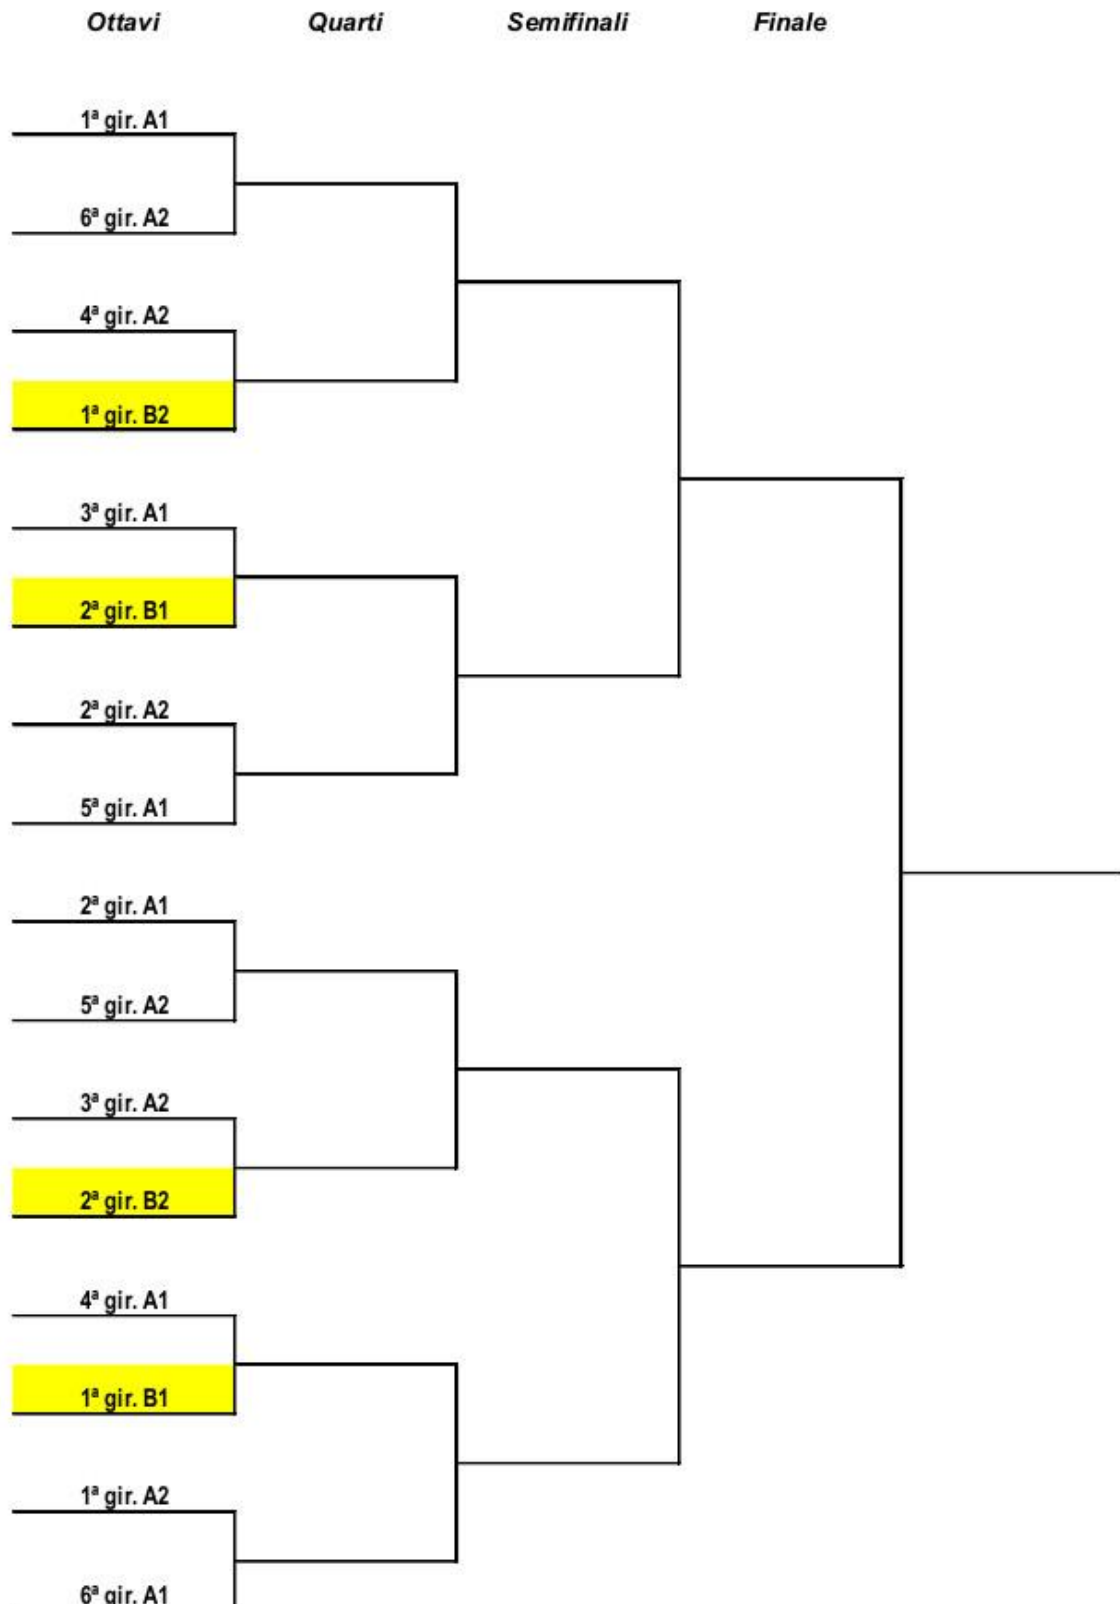 Ottavi Quarti Semifinali Finale
1ª gir. A1
6ª gir. A2
4ª gir. A2
1ª gir. B2
3ª gir. A1
2ª gir. B1
2ª gir. A2
5ª gir. A1
2ª gir. A1
5ª gir. A2
3ª gir. A2
2ª gir. B2
4ª gir. A1
1ª gir. B1
1ª gir. A2
6ª gir. A1